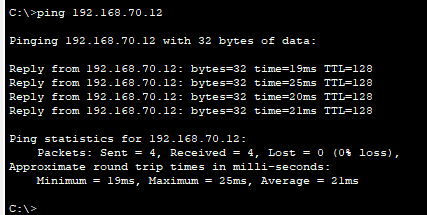 C:\>ping 192.168.70.12
Pinging 192.168.70.12 with 32 bytes of data:
Reply from 192.168.70.12: bytes=32 time=19ms TTL=128
Reply from 192.168.70.12: bytes=32 time=25ms TTL=128
Reply from 192.168.70.12: bytes=32 time=20ms TTL=128
Reply from 192.168.70.12: bytes=32 time=21ms TTL=128
Ping statistics for 192.168.70.12:
    Packets: Sent = 4, Received = 4, Lost = 0 (0% loss),
Approximate round trip times in milli-seconds:
    Minimum = 19ms, Maximum = 25ms, Average = 21ms
C:\>